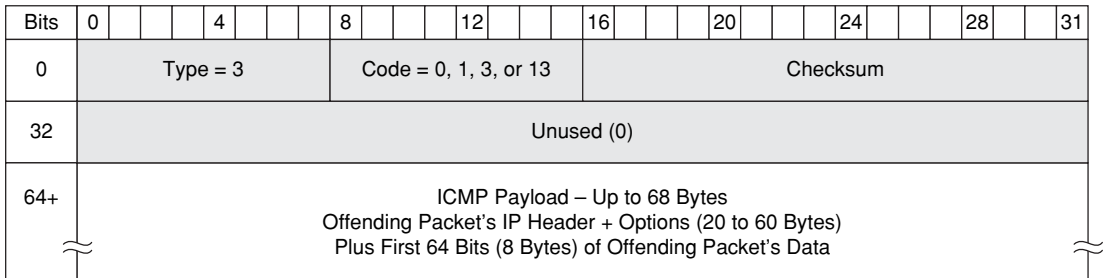 Bits 0 4 8 12 16 20 24 28 31
0 Type = 3 Code = 0, 1, 3, or 13 Checksum
32 Unused (0)
64+ ICMP Payload – Up to 68 Bytes
Offending Packet's IP Header + Options (20 to 60 Bytes)
Plus First 64 Bits (8 Bytes) of Offending Packet's Data